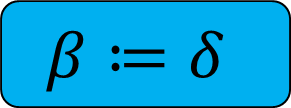 β := δ